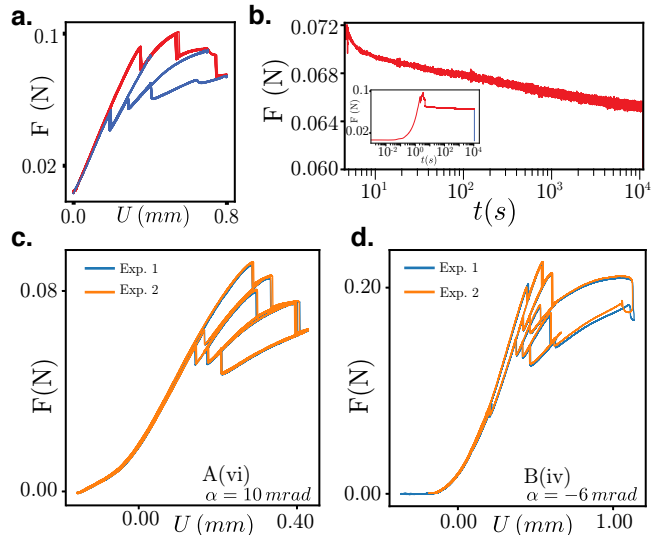 a.
F (N)
0.1
0.02
0.0
U (mm)
0.8
b.
F (N)
0.072
0.068
0.064
0.060
10¹
10²
10³
10⁴
t(s)
F (N)
0.1
0.02
10⁻²
10⁰
10²
10⁴
t(s)
c.
Exp. 1
Exp. 2
F(N)
0.08
0.00
A(vi)
α = 10 mrad
0.00
U (mm)
0.40
d.
Exp. 1
Exp. 2
F(N)
0.20
0.00
B(iv)
α = −6 mrad
0.00
U (mm)
1.00